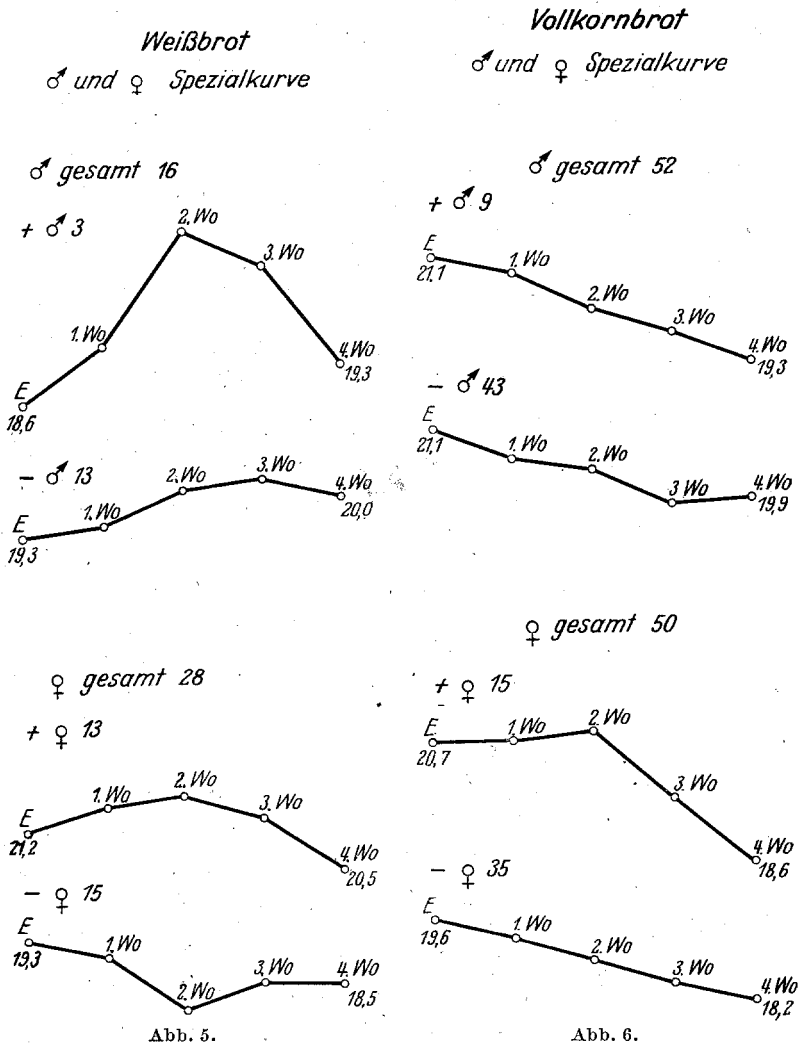 Weißbrot
♂ und ♀ Spezialkurve
♂ gesamt 16
+ ♂ 3
2. Wo
3. Wo
1. Wo
4. Wo
E
19,3
18,6
- ♂ 13
3. Wo
2. Wo
4. Wo
1. Wo
20,0
E
19,3
♀ gesamt 28
+ ♀ 13
2. Wo
1. Wo
3. Wo
E
21,2
4. Wo
20,5
- ♀ 15
E
19,3
1. Wo
3. Wo
4. Wo
2. Wo
18,5
Abb. 5.
Vollkornbrot
♂ und ♀ Spezialkurve
♂ gesamt 52
+ ♂ 9
E
21,1
1. Wo
2. Wo
3. Wo
4. Wo
19,3
- ♂ 43
E
21,1
1. Wo
2. Wo
3 Wo
4. Wo
19,9
♀ gesamt 50
+ ♀ 15
E
20,7
1. Wo
2. Wo
3. Wo
4. Wo
18,6
- ♀ 35
E
19,6
1. Wo
2. Wo
3. Wo
4. Wo
18,2
Abb. 6.